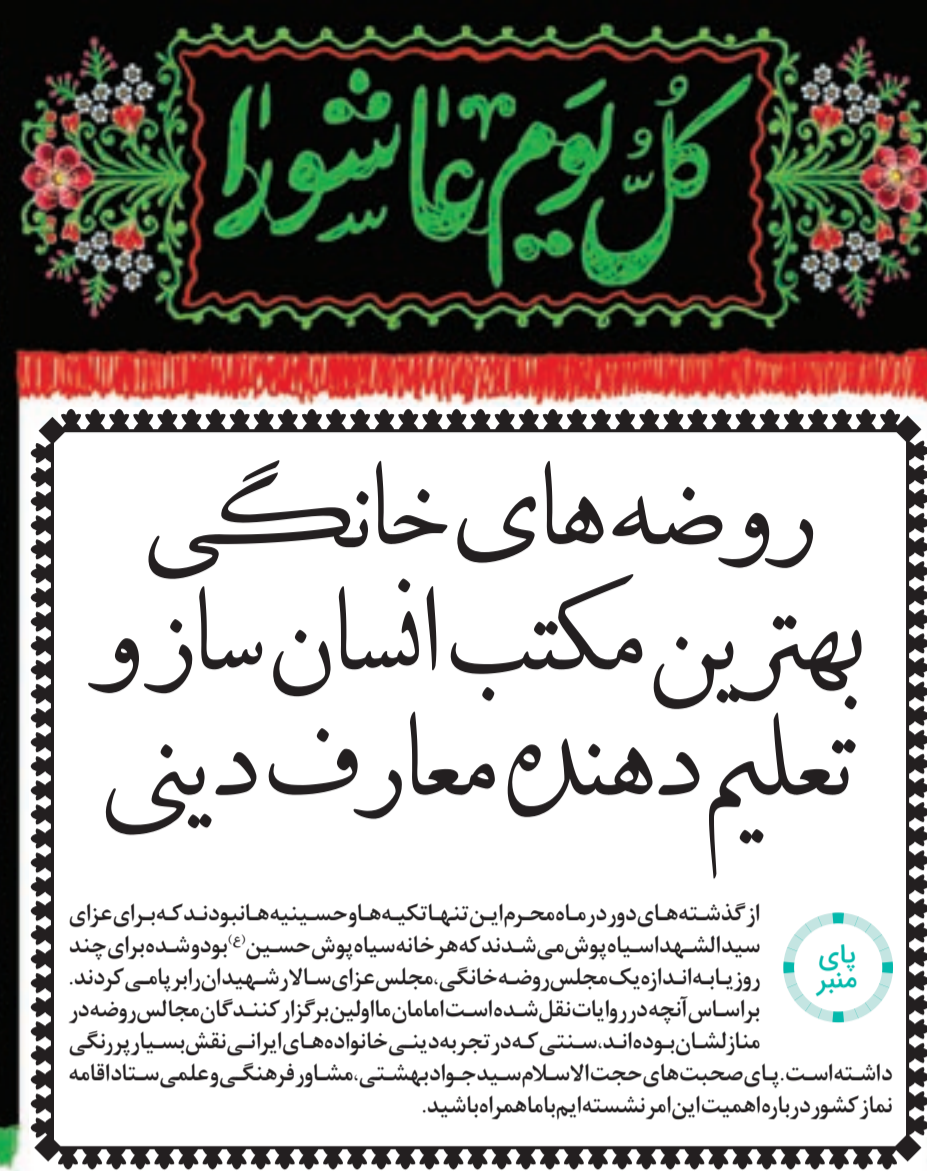 کُلُّ یَوْم عاشورا
روضه‌های خانگی
بهترین مکتب انسان ساز و
تعلیم دهنده معارف دینی
پای
منبر
از گذشته‌های دور در ماه محرم این تنها تکیه‌ها و حسینیه‌ها نبودند که برای عزای
سیدالشهدا سیاه پوش می‌شدند که هر خانه سیاه پوش حسین (ع) بود و شده برای چند
روز یا به اندازه یک مجلس روضه خانگی، مجلس عزای سالار شهیدان را برپا می‌کردند.
براساس آنچه در روایات نقل شده است امامان ما اولین برگزار کنندگان مجالس روضه در
منازلشان بوده‌اند، سنتی که در تجربه دینی خانواده‌های ایرانی نقش بسیار پررنگی
داشته است. پای صحبت‌های حجت الاسلام سید جواد بهشتی، مشاور فرهنگی و علمی ستاد اقامه
نماز کشور درباره اهمیت این امر نشسته ایم با ما همراه باشید.